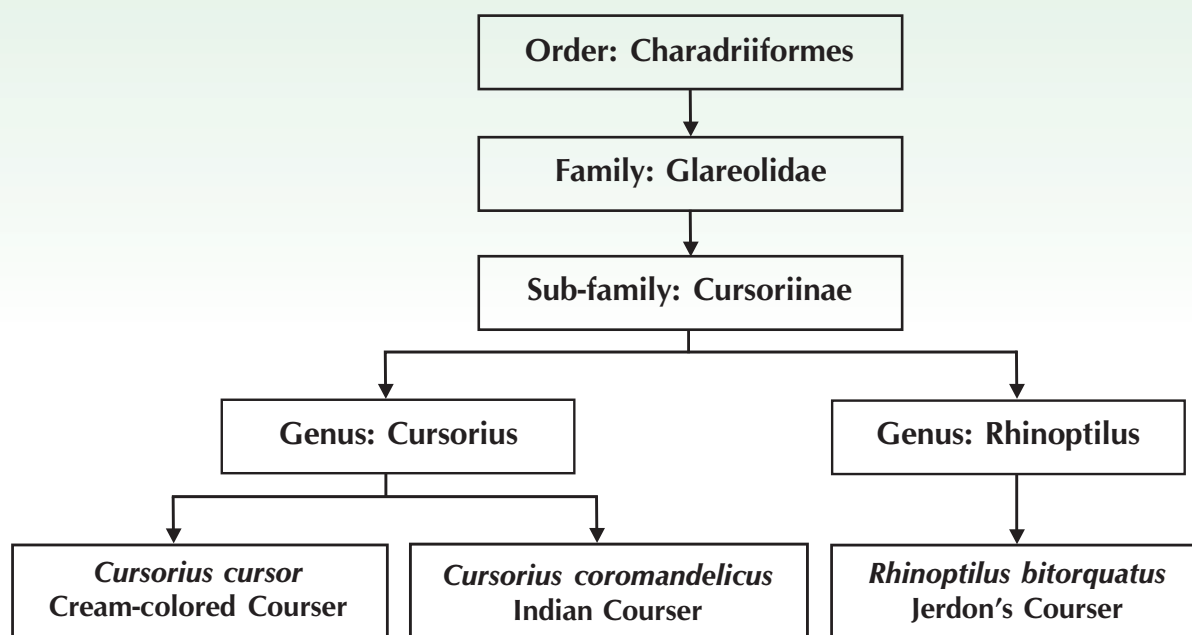 Order: Charadriiformes
Family: Glareolidae
Sub-family: Cursoriinae
Genus: Cursorius
Genus: Rhinoptilus
Cursorius cursor
Cream-colored Courser
Cursorius coromandelicus
Indian Courser
Rhinoptilus bitorquatus
Jerdon’s Courser